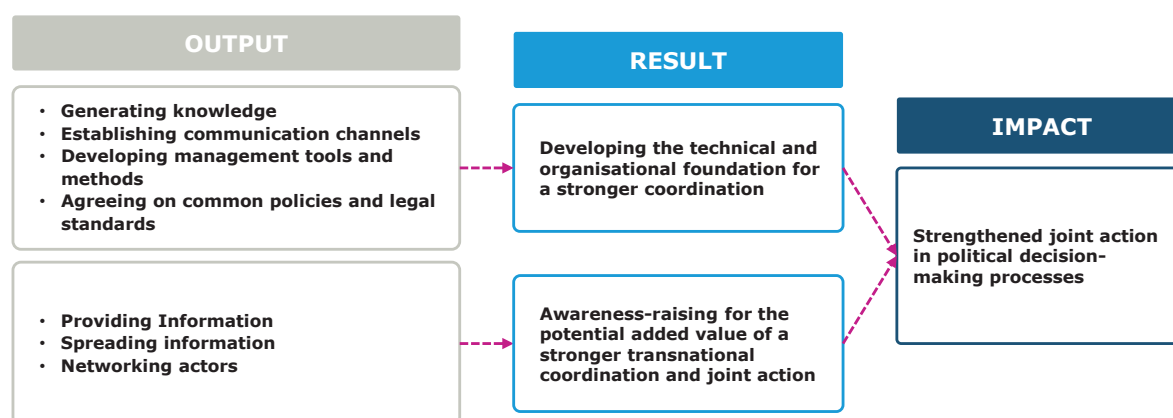 OUTPUT
• Generating knowledge
• Establishing communication channels
• Developing management tools and
methods
• Agreeing on common policies and legal
standards
• Providing Information
• Spreading information
• Networking actors
RESULT
Developing the technical and
organisational foundation for
a stronger coordination
Awareness-raising for the
potential added value of a
stronger transnational
coordination and joint action
IMPACT
Strengthened joint action
in political decision-
making processes